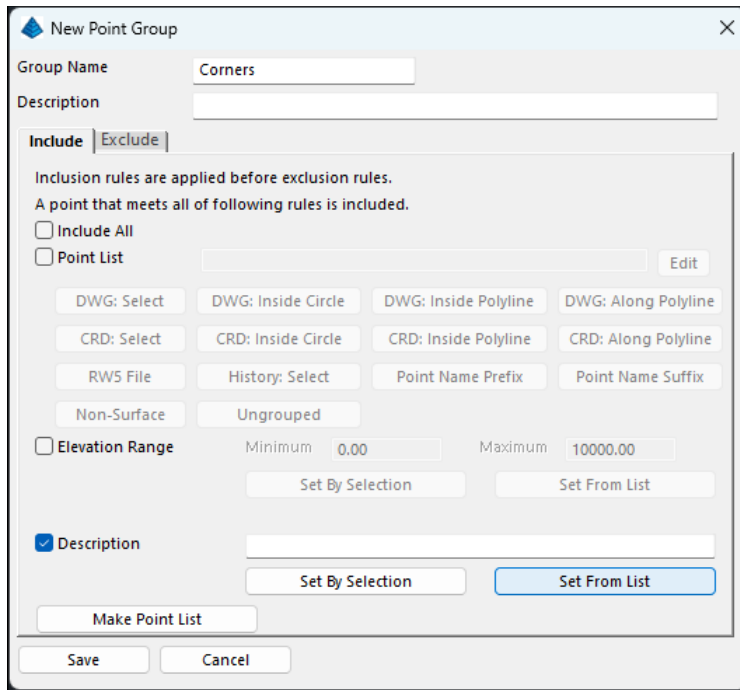 New Point Group
Group Name Corners
Description
Include Exclude
Inclusion rules are applied before exclusion rules.
A point that meets all of following rules is included.
Include All
Point List Edit
DWG: Select DWG: Inside Circle DWG: Inside Polyline DWG: Along Polyline
CRD: Select CRD: Inside Circle CRD: Inside Polyline CRD: Along Polyline
RW5 File History: Select Point Name Prefix Point Name Suffix
Non-Surface Ungrouped
Elevation Range Minimum 0.00 Maximum 10000.00
Set By Selection Set From List
Description
Set By Selection Set From List
Make Point List
Save Cancel